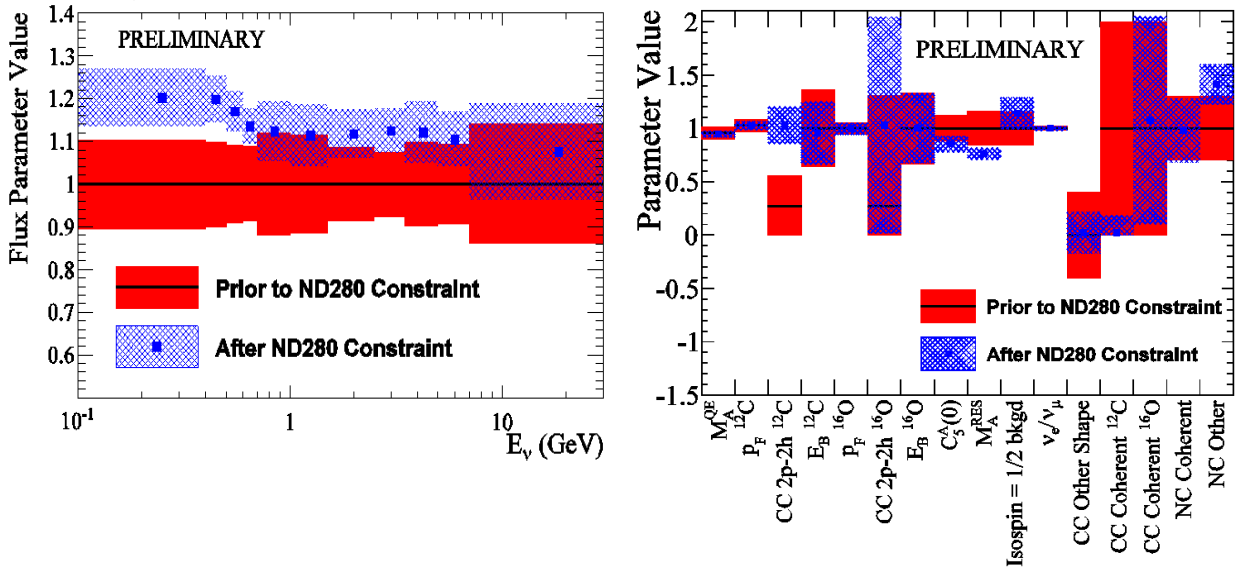 PRELIMINARY
Flux Parameter Value
1.4
1.3
1.2
1.1
1
0.9
0.8
0.7
0.6
Prior to ND280 Constraint
After ND280 Constraint
10⁻¹
1
10
Eᵥ (GeV)
PRELIMINARY
Parameter Value
2
1.5
1
0.5
0
-0.5
1
-1.5
Prior to ND280 Constraint
After ND280 Constraint
M_A^QE
p_F ¹²C
CC 2p-2h ¹²C
E_B ¹²C
p_F ¹⁶O
CC 2p-2h ¹⁶O
E_B ¹⁶O
C_5^A(0)
M_A^RES
Isospin = 1/2 bkgd
ν_e/ν_μ
CC Other Shape
CC Coherent ¹²C
CC Coherent ¹⁶O
NC Coherent
NC Other